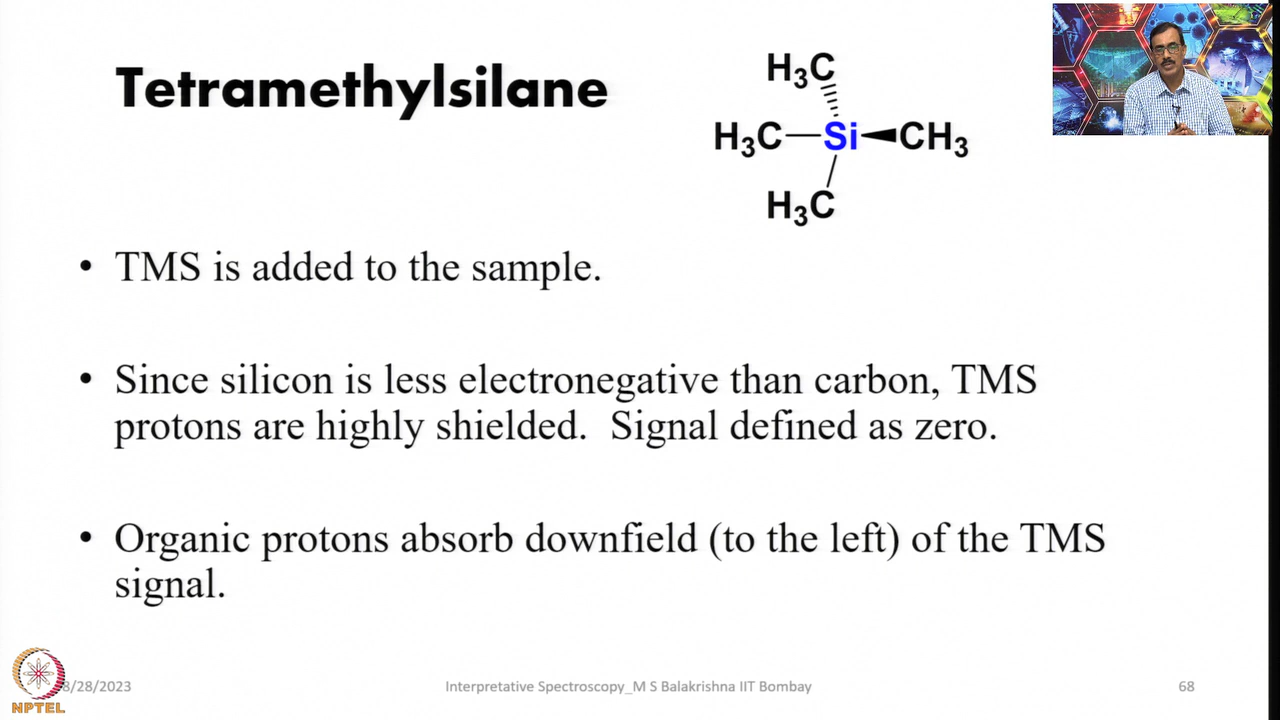 Tetramethylsilane
H3C
H3C Si CH3
H3C
• TMS is added to the sample.
• Since silicon is less electronegative than carbon, TMS
protons are highly shielded.  Signal defined as zero.
• Organic protons absorb downfield (to the left) of the TMS
signal.
8/28/2023
Interpretative Spectroscopy_M S Balakrishna IIT Bombay
68
NPTEL